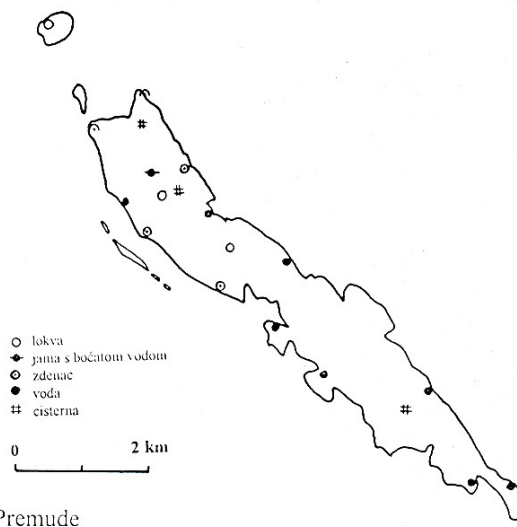 lokva
jama s boćatom vodom
zdenac
voda
cisterna
0 2 km
Premude